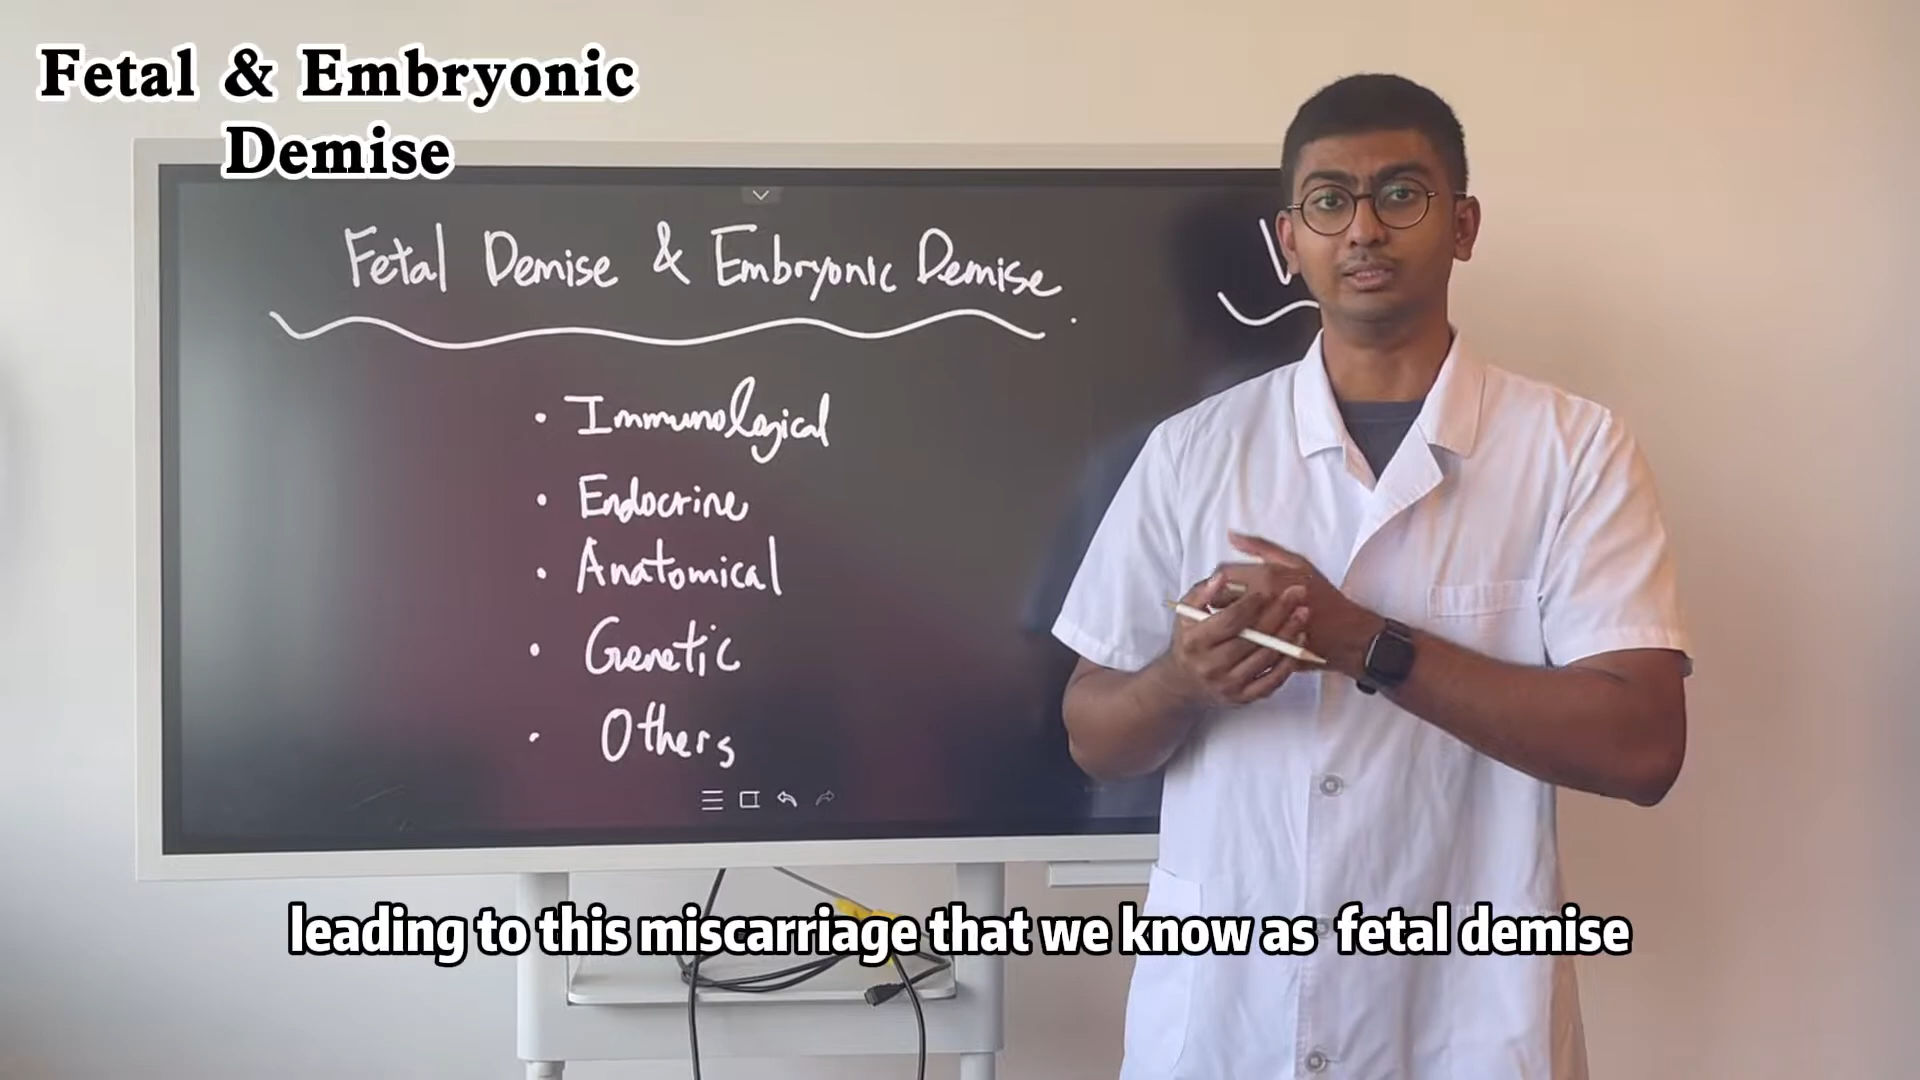 Fetal & Embryonic
Demise
Fetal Demise & Embryonic Demise
• Immunological
• Endocrine
• Anatomical
• Genetic
• Others
leading to this miscarriage that we know as fetal demise